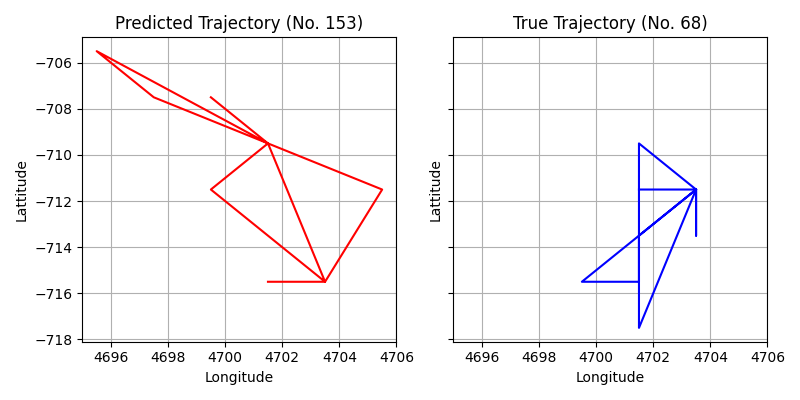 Predicted Trajectory (No. 153)
True Trajectory (No. 68)
−706
−708
−710
−712
−714
−716
−718
Lattitude
Lattitude
4696 4698 4700 4702 4704 4706
4696 4698 4700 4702 4704 4706
Longitude
Longitude